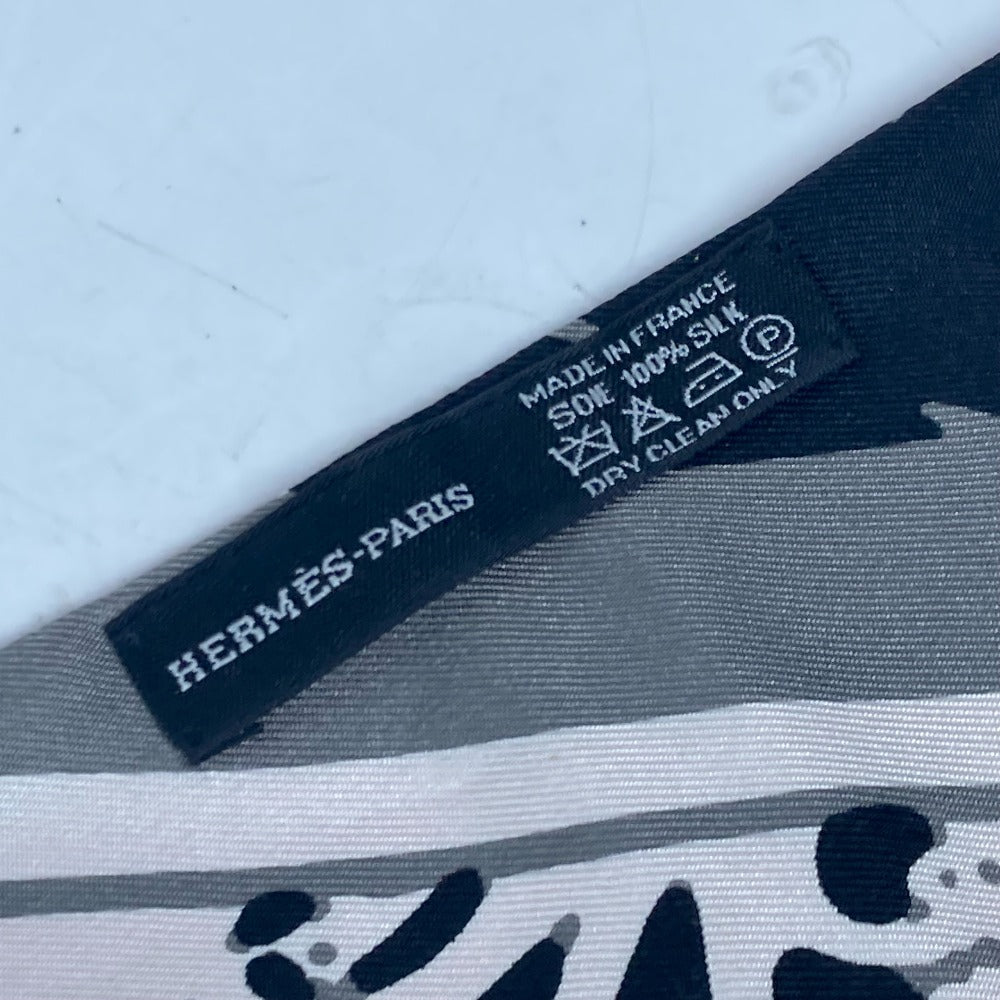 HERMÈS-PARIS
MADE IN FRANCE
SOIE 100% SILK
P
DRY CLEAN ONLY